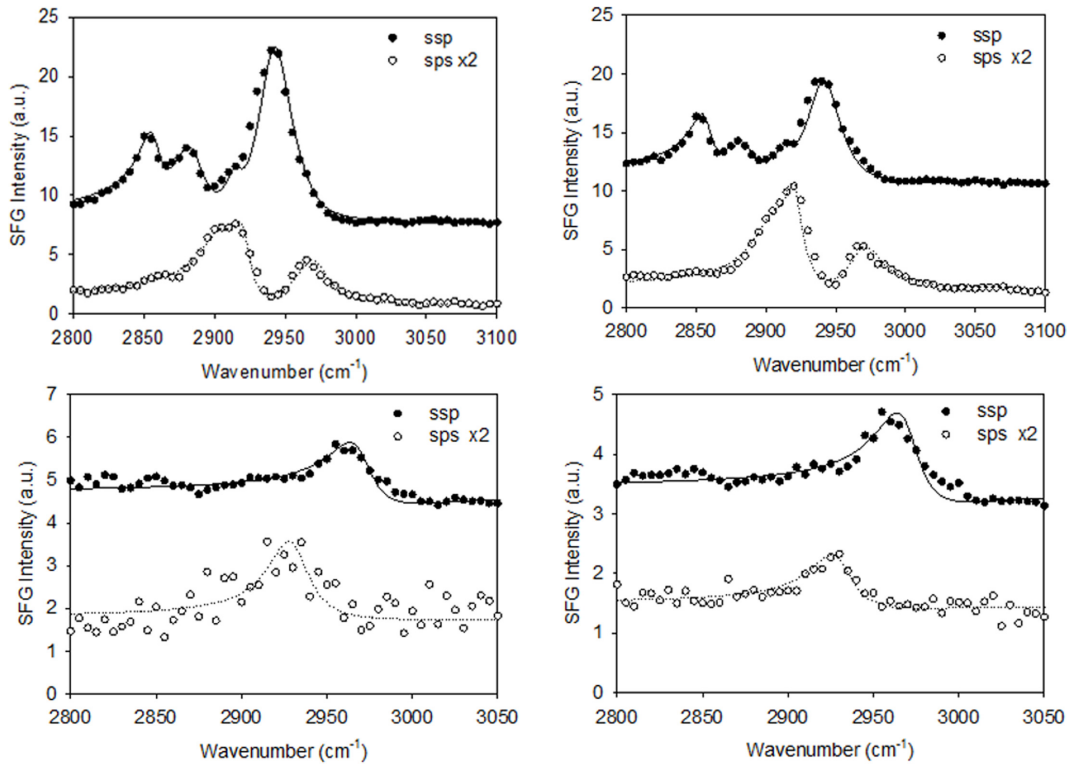 25
20
15
10
5
0
SFG Intensity (a.u.)
ssp
sps x2
2800 2850 2900 2950 3000 3050 3100
Wavenumber (cm-1)
25
20
15
10
5
0
SFG Intensity (a.u.)
ssp
sps x2
2800 2850 2900 2950 3000 3050 3100
Wavenumber (cm-1)
7
6
5
4
3
2
1
0
SFG Intensity (a.u.)
ssp
sps x2
2800 2850 2900 2950 3000 3050
Wavenumber (cm-1)
5
4
3
2
1
0
SFG Intensity (a.u.)
ssp
sps x2
2800 2850 2900 2950 3000 3050
Wavenumber (cm-1)